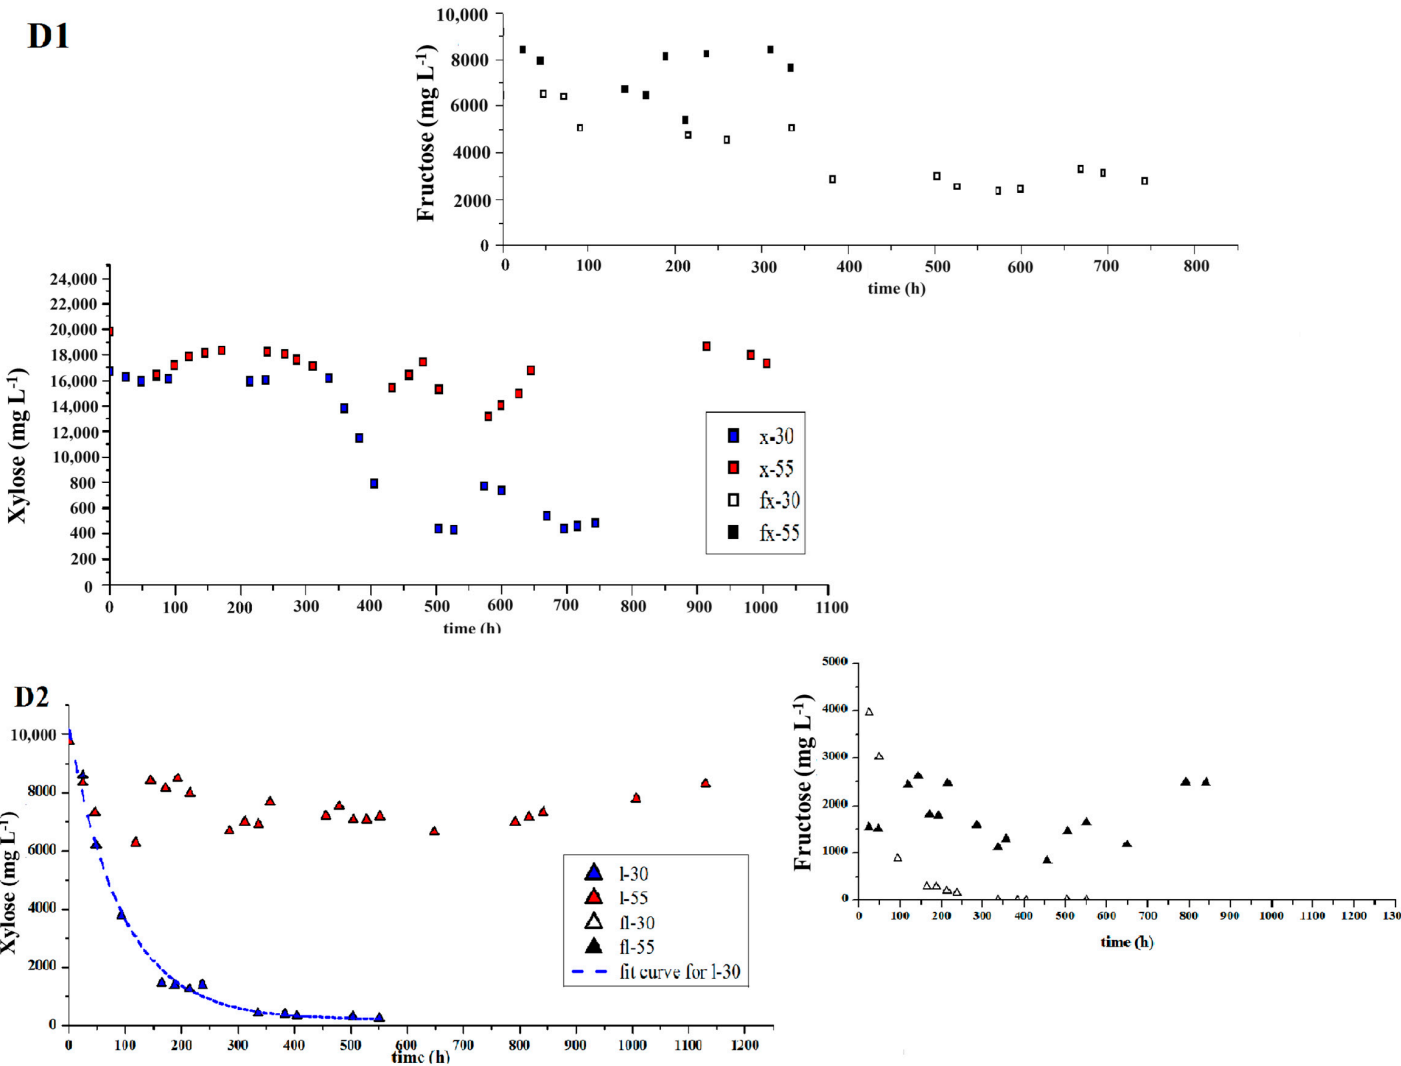 D1
Fructose (mg L-1)
10,000
8000
6000
4000
2000
0
0 100 200 300 400 500 600 700 800
time (h)
Xylose (mg L-1)
24,000
22,000
20,000
18,000
16,000
14,000
12,000
10,000
800
600
400
200
0
0 100 200 300 400 500 600 700 800 900 1000 1100
time (h)
x-30
x-55
fx-30
fx-55
D2
Xylose (mg L-1)
10,000
8000
6000
4000
2000
0
0 100 200 300 400 500 600 700 800 900 1000 1100 1200
time (h)
l-30
l-55
fl-30
fl-55
fit curve for l-30
Fructose (mg L-1)
5000
4000
3000
2000
1000
0
0 100 200 300 400 500 600 700 800 900 1000 1100 1200 130
time (h)